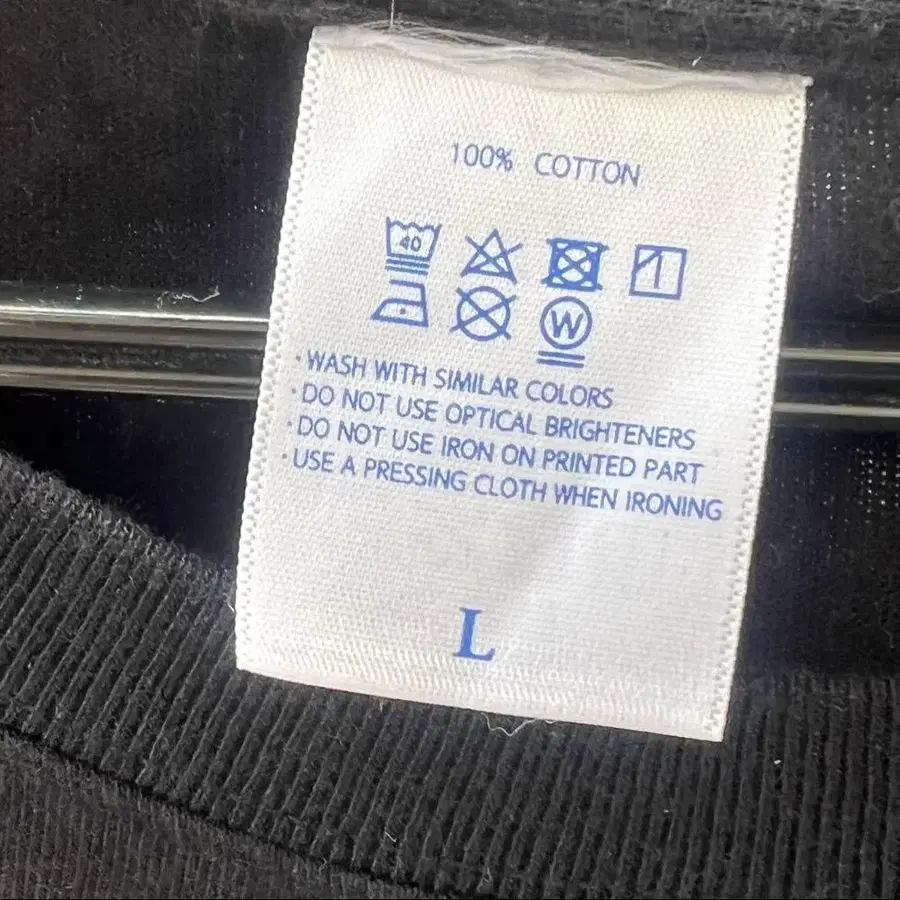 100% COTTON
40
W
· WASH WITH SIMILAR COLORS
· DO NOT USE OPTICAL BRIGHTENERS
· DO NOT USE IRON ON PRINTED PART
· USE A PRESSING CLOTH WHEN IRONING
L